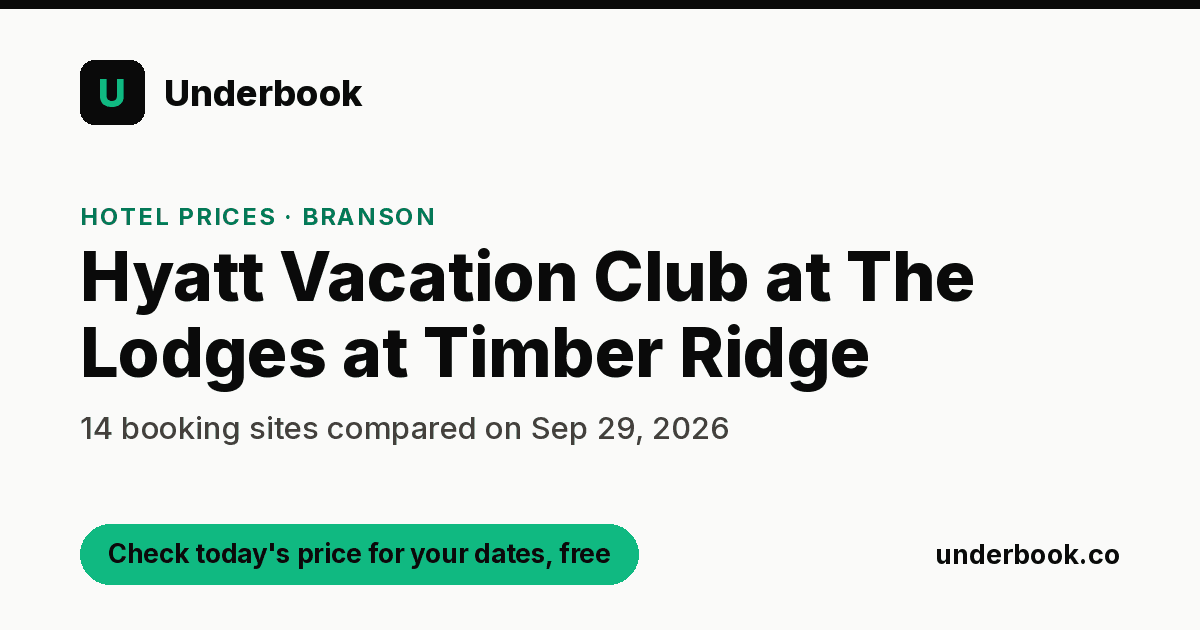 U Underbook
HOTEL PRICES · BRANSON
Hyatt Vacation Club at The
Lodges at Timber Ridge
14 booking sites compared on Sep 29, 2026
Check today's price for your dates, free
underbook.co